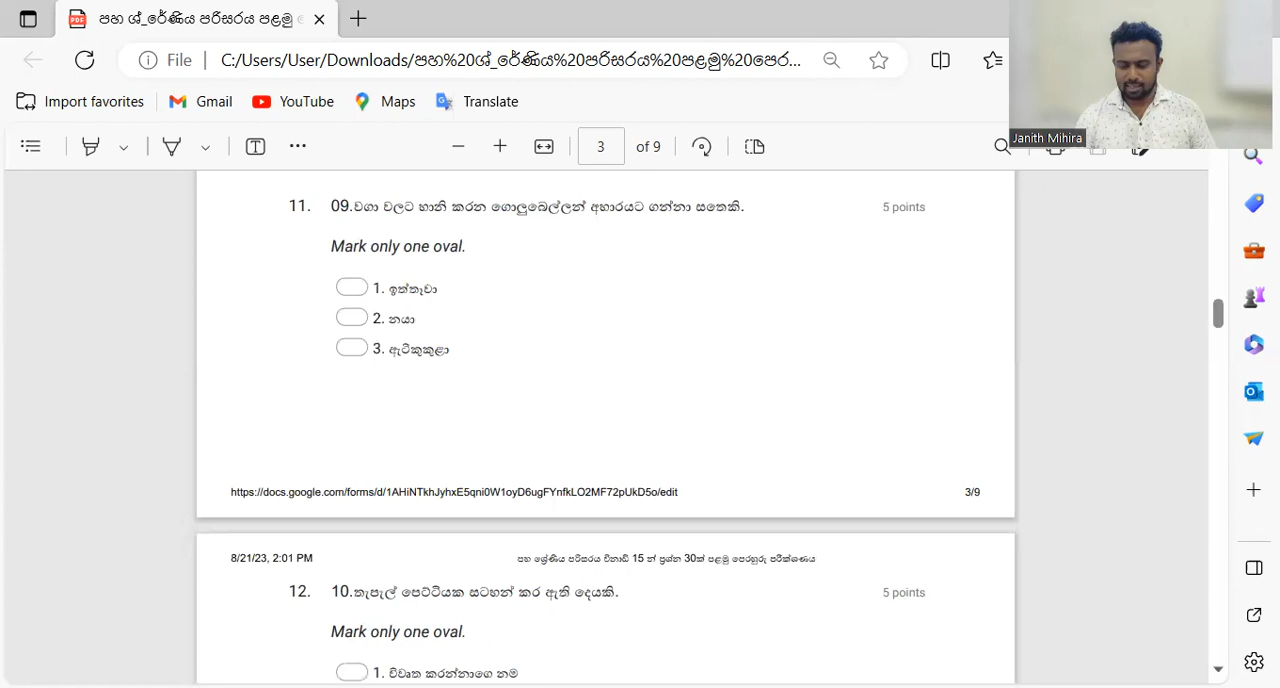 පහ ශ්_රේණිය පරිසරය පළමු
File C:/Users/User/Downloads/පහ%20ශ්_රේණිය%20පරිසරය%20පළමු%20පෙර...
Import favorites Gmail YouTube Maps Translate
Janith Mihira
3 of 9
11. 09.වගා වලට හානි කරන ගොලුබෙල්ලන් අහාරයට ගන්නා සතෙකි. 5 points
Mark only one oval.
1. ඉත්තෑවා
2. නයා
3. ඇටිකුකුළා
https://docs.google.com/forms/d/1AHiNTkhJyhxE5qni0W1oyD6ugFYnfkLO2MF72pUkD5o/edit 3/9
8/21/23, 2:01 PM පහ ශ්‍රේණිය පරිසරය විනාඩි 15 න් ප්‍රශ්න 30ක් පළමු පෙරහුරු පරීක්ශණය
12. 10.තැපැල් පෙට්ටියක සටහන් කර ඇති දෙයකි. 5 points
Mark only one oval.
1. විවෘත කරන්නාගෙ නම